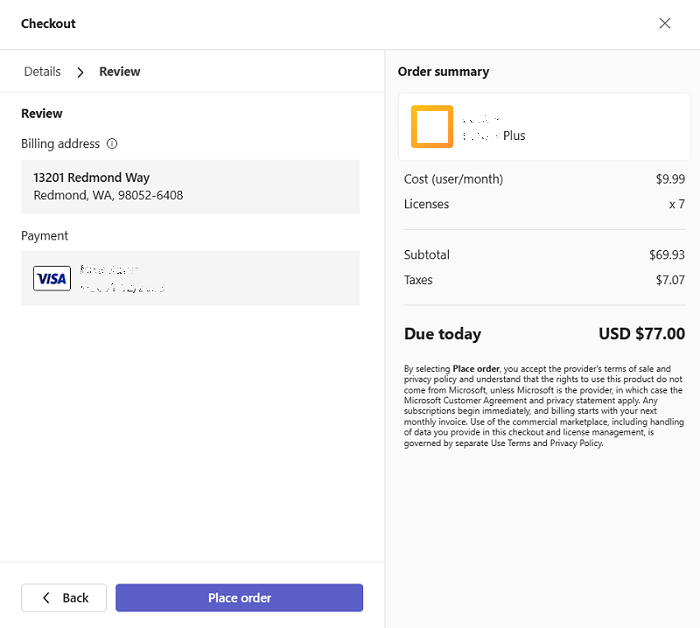 Checkout
Details
Review
Review
Billing address
13201 Redmond Way
Redmond, WA, 98052-6408
Payment
VISA
Back
Place order
Order summary
Plus
Cost (user/month) $9.99
Licenses x 7
Subtotal $69.93
Taxes $7.07
Due today USD $77.00
By selecting Place order, you accept the provider's terms of sale and
privacy policy and understand that the rights to use this product do not
come from Microsoft, unless Microsoft is the provider, in which case the
Microsoft Customer Agreement and privacy statement apply. Any
subscriptions begin immediately, and billing starts with your next
monthly invoice. Use of the commercial marketplace, including handling
of data you provide in this checkout and license management, is
governed by separate Use Terms and Privacy Policy.